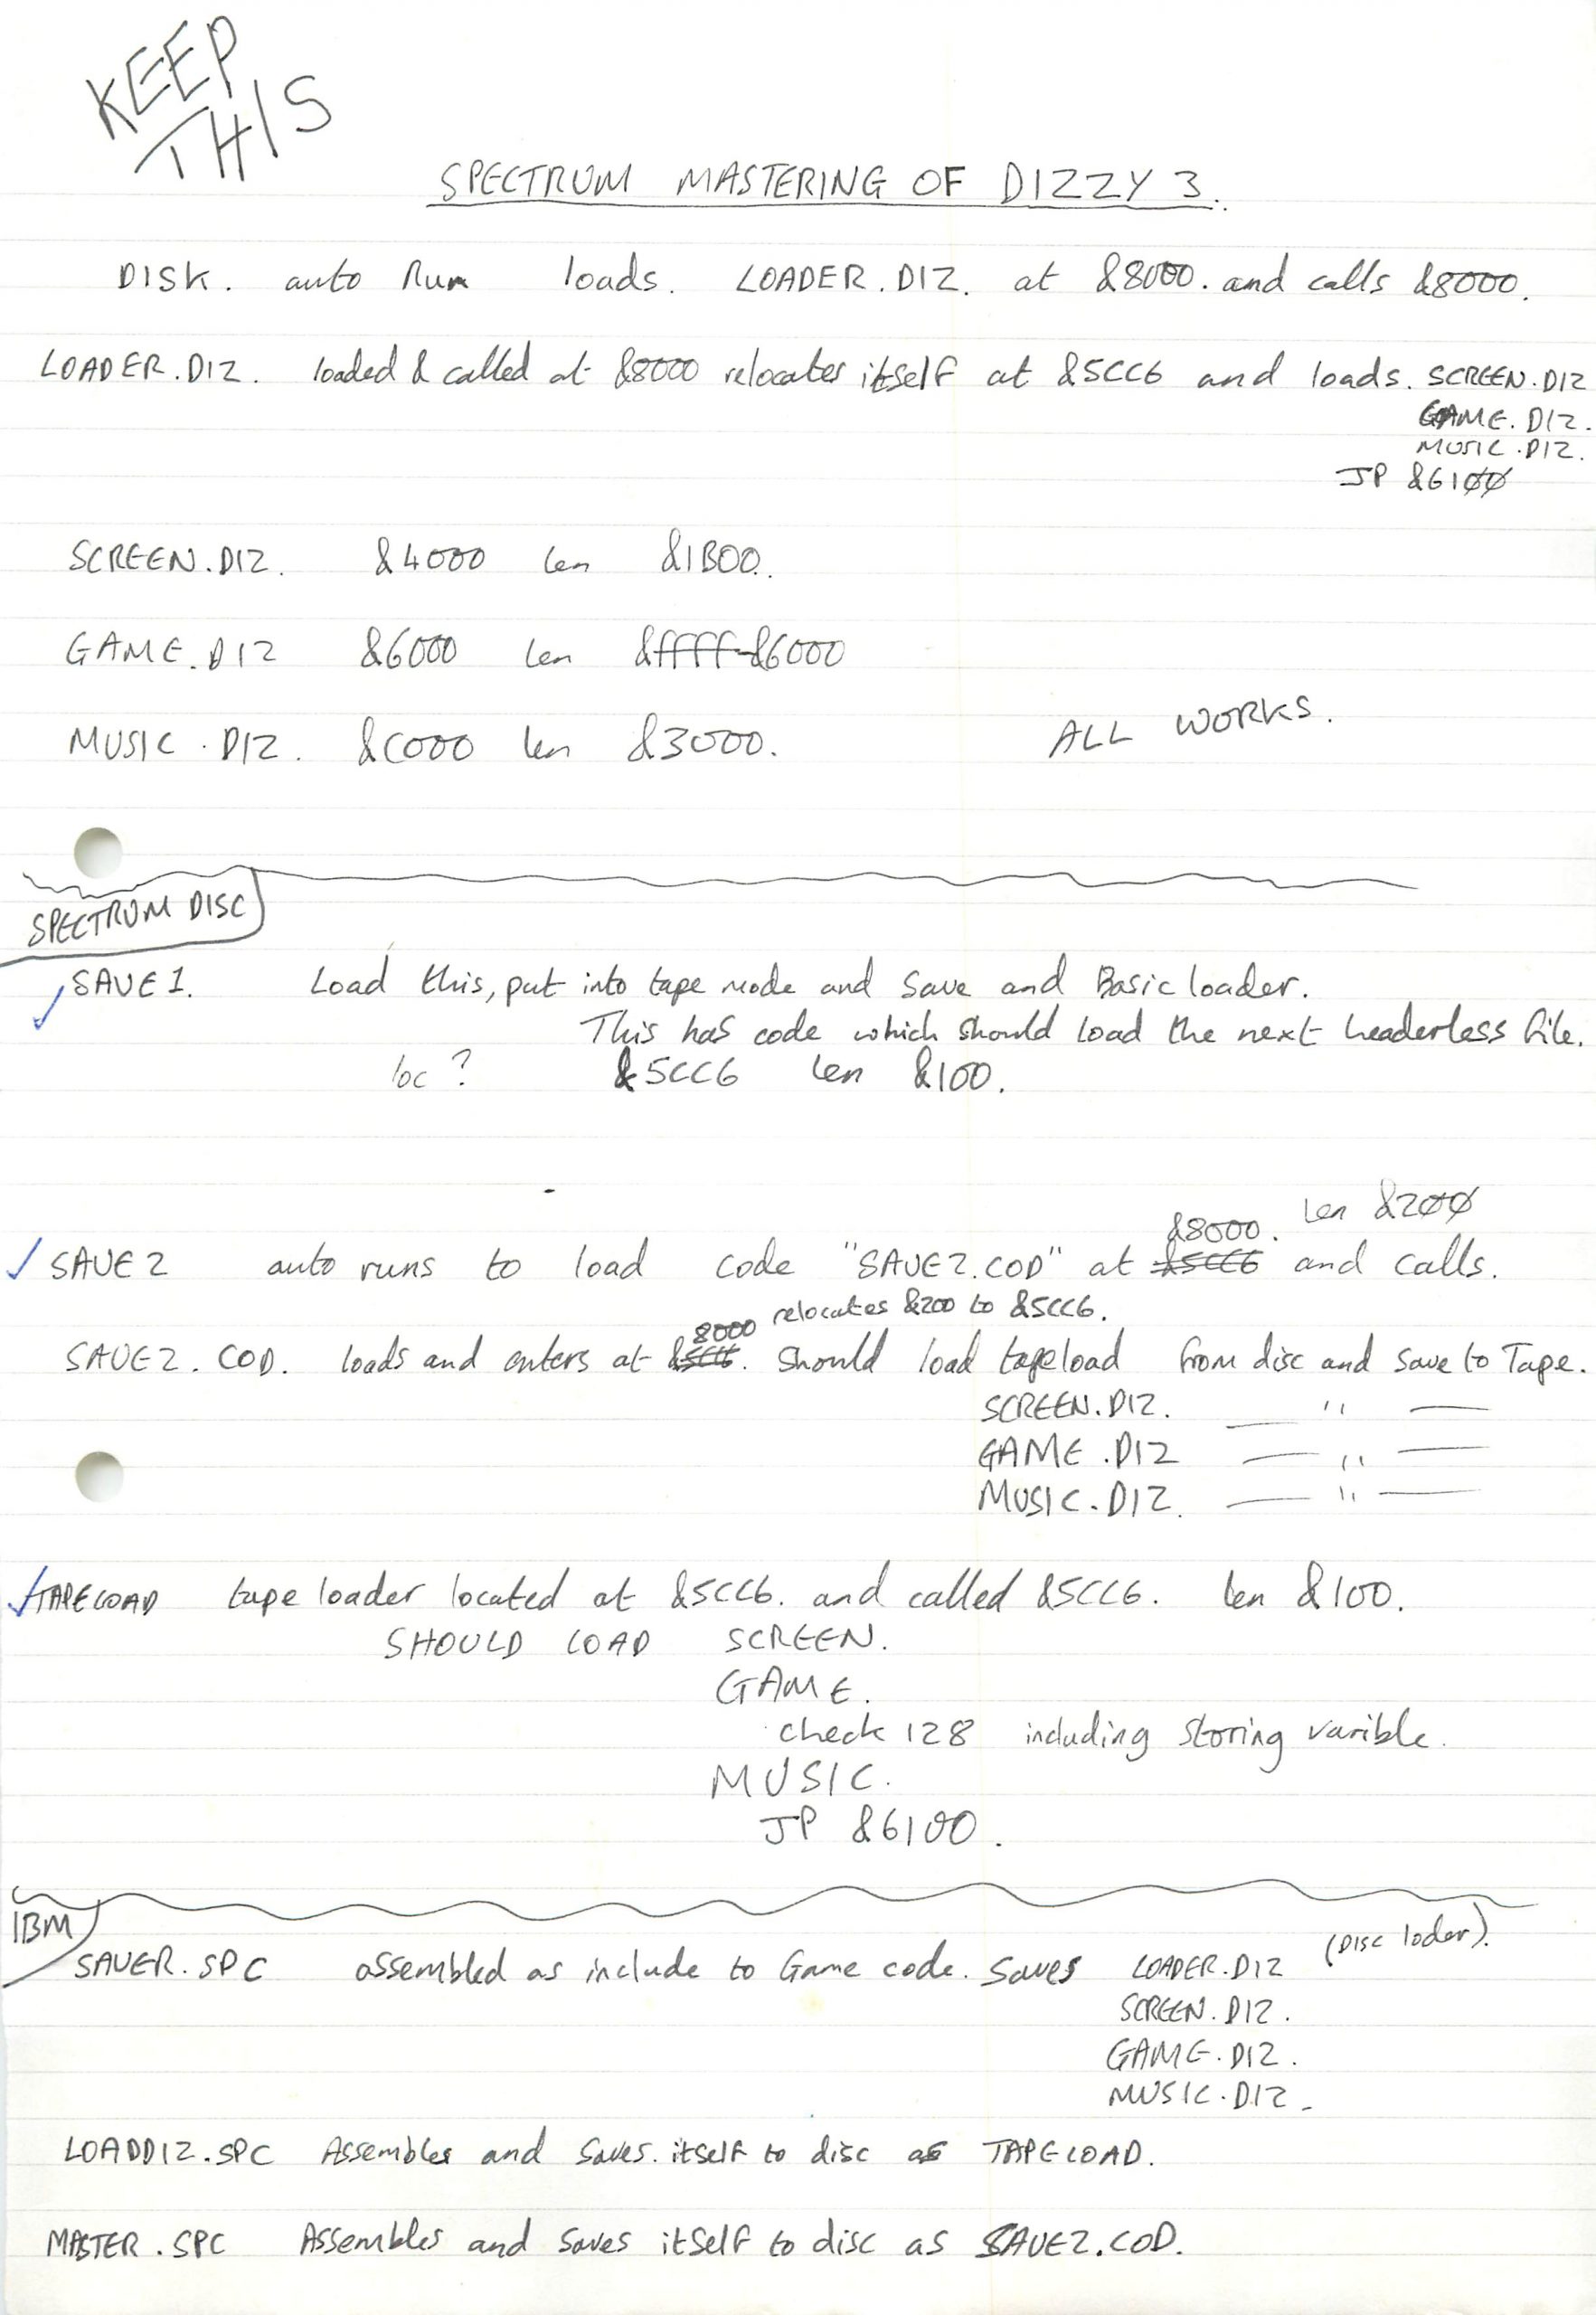 KEEP
THIS
SPECTRUM MASTERING OF DIZZY 3.
DISK. auto Run loads. LOADER.DIZ. at &8000. and calls &8000.
LOADER.DIZ. loaded & called at &8000 relocates itself at &5CC6 and loads. SCREEN.DIZ
GAME.DIZ.
MUSIC.DIZ.
JP &6100
SCREEN.DIZ. &4000 len &1B00.
GAME.DIZ &6000 len &ffff-&6000
MUSIC.DIZ. &C000 len &3000.
ALL WORKS.
SPECTRUM DISC
SAVE1. Load this, put into tape mode and save and Basic loader.
This has code which should load the next headerless file.
loc? &5CC6 len &100.
&8000. len &200
SAVE2 auto runs to load code "SAVE2.COD" at &5CC6 and calls.
8000 relocates &200 to &5CC6.
SAVE2.COD. loads and enters at &5CC6. should load tapeload from disc and save to Tape.
SCREEN.DIZ. — " —
GAME.DIZ — " —
MUSIC.DIZ. — " —
TAPELOAD tape loader located at &5CC6. and called &5CC6. len &100.
SHOULD LOAD SCREEN.
GAME.
check 128 including storing varible.
MUSIC.
JP &6100.
IBM
SAVER.SPC assembled as include to Game code. Saves LOADER.DIZ (DISC loder).
SCREEN.DIZ.
GAME.DIZ.
MUSIC.DIZ.
LOADDIZ.SPC Assembles and saves. itself to disc as TAPELOAD.
MASTER.SPC Assembles and saves itself to disc as SAVE2.COD.